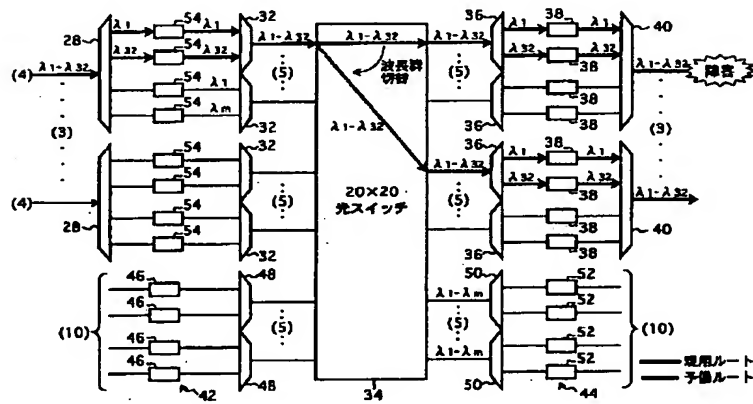 54 32 36 38 40
28 λ1 λ1 λ1-λ32 λ1-λ32 λ1-λ32 λ1 λ1
54
λ32 λ32 λ32 λ32
(4) λ1-λ32 54 λ1 (5) 波長群 (5) 38 λ1-λ32 障害
切替 38
54 λm
(3) 32 λ1-λ32 36 38 (3)
54 32 36 38
λ1-λ32 λ1 λ1
54
λ32 λ32
(4) 54 (5) 20×20 (5) 38 λ1-λ32
光スイッチ 38
28 54 40
32 36 38
46 48 50 52
λ1-λm
46 52
(10) (5) (5) (10)
46 52
λ1-λm
46 52 現用ルート
42 48 34 50 44 予備ルート